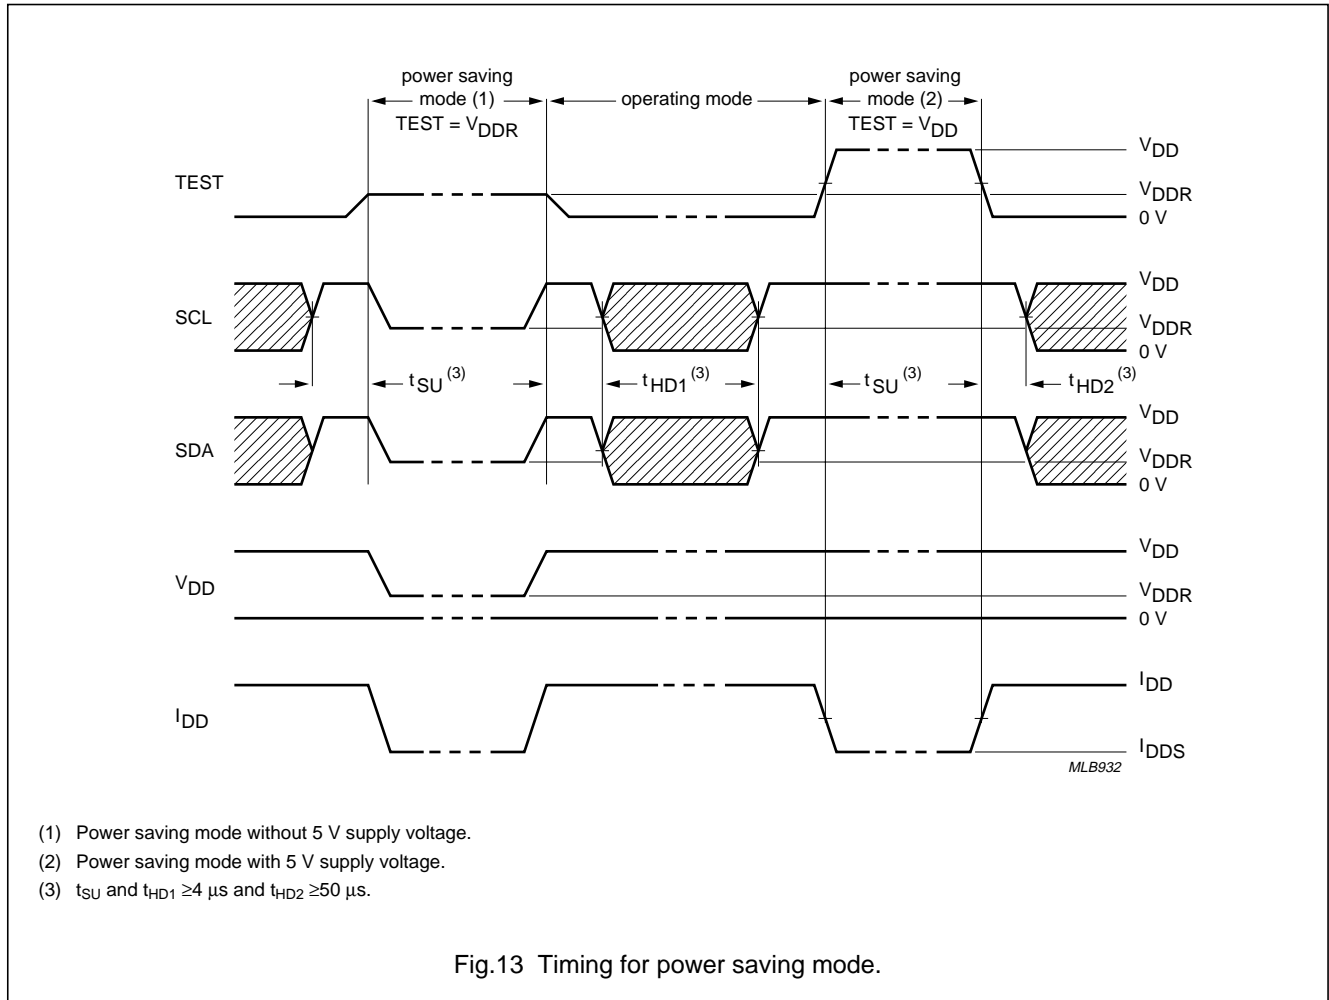 power saving
mode (1)
TEST = VDDR
operating mode
power saving
mode (2)
TEST = VDD
TEST
VDD
VDDR
0 V
SCL
VDD
VDDR
0 V
tSU (3)
tHD1 (3)
tSU (3)
tHD2 (3)
SDA
VDD
VDDR
0 V
VDD
VDD
VDDR
0 V
IDD
IDD
IDDS
MLB932
(1) Power saving mode without 5 V supply voltage.
(2) Power saving mode with 5 V supply voltage.
(3) tSU and tHD1 ≥4 μs and tHD2 ≥50 μs.
Fig.13 Timing for power saving mode.